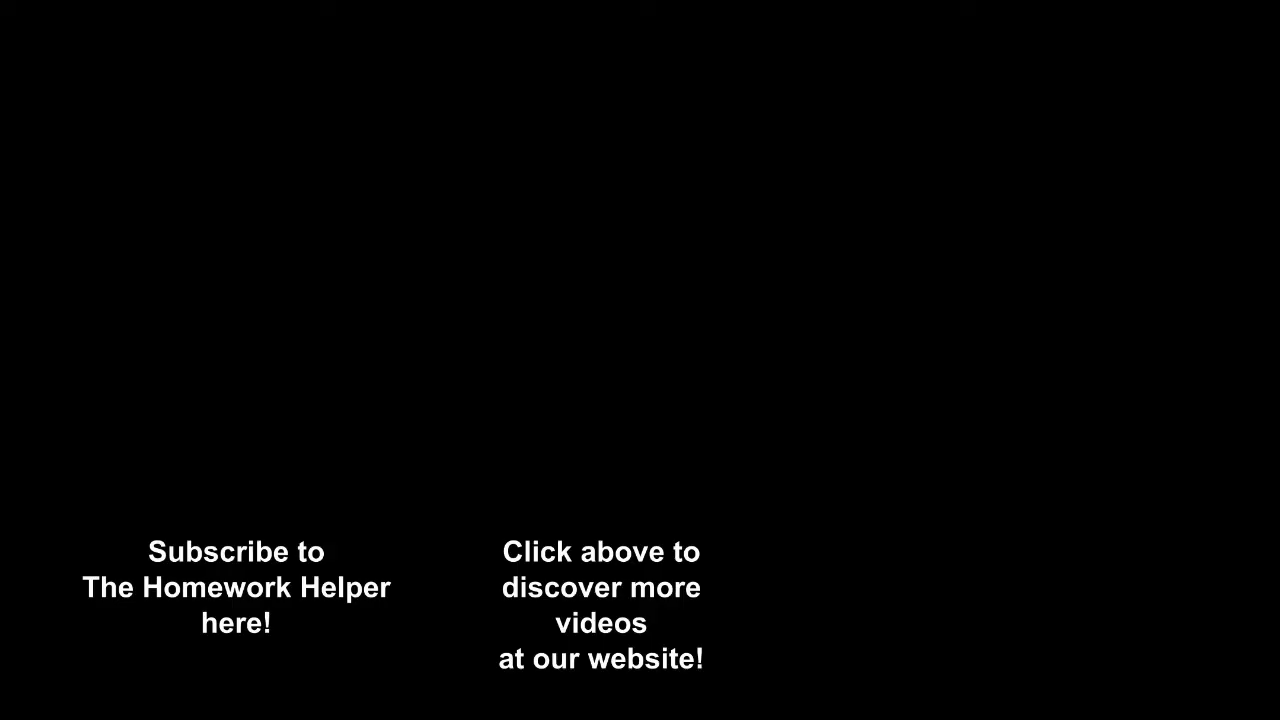 Subscribe to
The Homework Helper
here!
Click above to
discover more
videos
at our website!